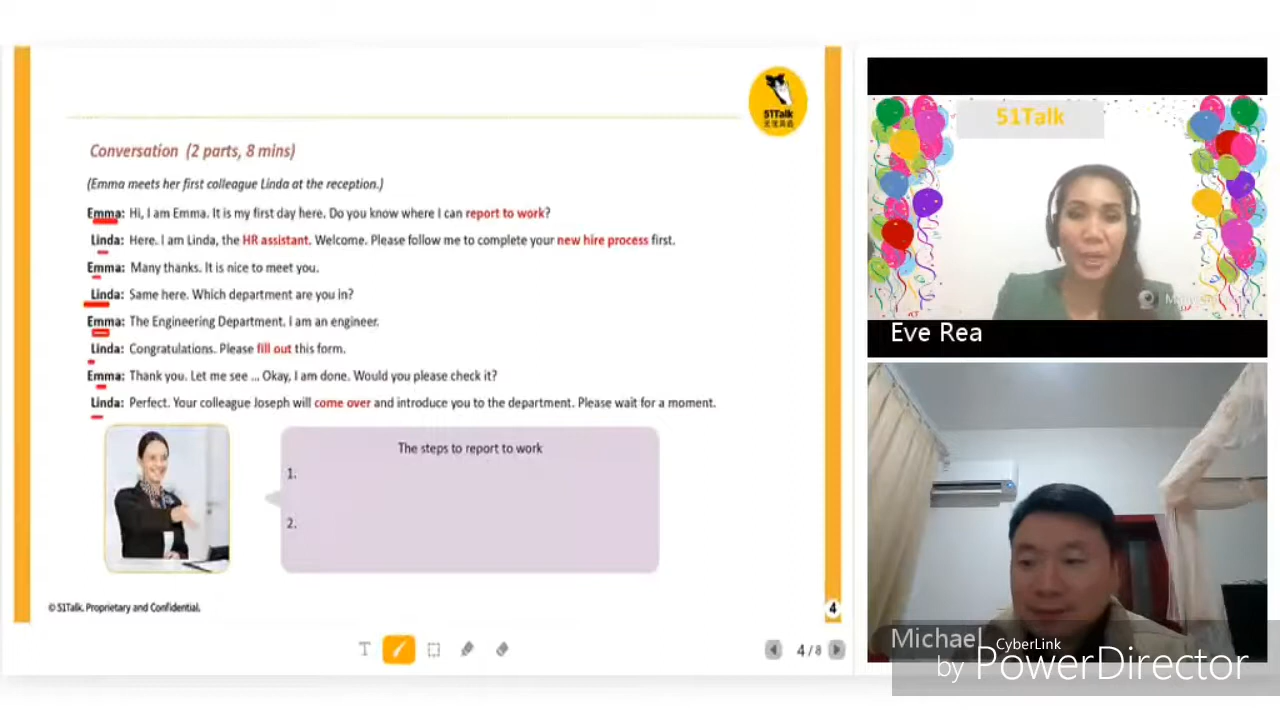 51Talk
无忧英语
Conversation (2 parts, 8 mins)
(Emma meets her first colleague Linda at the reception.)
Emma: Hi, I am Emma. It is my first day here. Do you know where I can report to work?
Linda: Here. I am Linda, the HR assistant. Welcome. Please follow me to complete your new hire process first.
Emma: Many thanks. It is nice to meet you.
Linda: Same here. Which department are you in?
Emma: The Engineering Department. I am an engineer.
Linda: Congratulations. Please fill out this form.
Emma: Thank you. Let me see ... Okay, I am done. Would you please check it?
Linda: Perfect. Your colleague Joseph will come over and introduce you to the department. Please wait for a moment.
The steps to report to work
1.
2.
© 51Talk. Proprietary and Confidential.
4
T
4 / 8
51Talk
Eve Rea
Michael
CyberLink
by PowerDirector